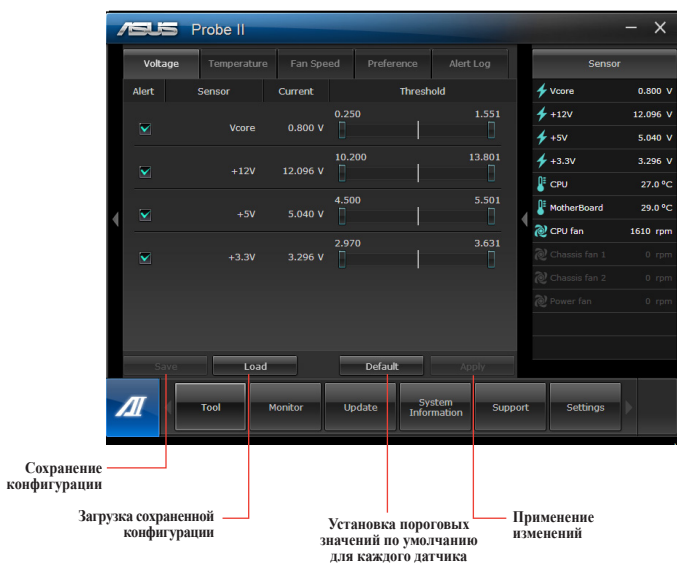 ASUS Probe II
Voltage Temperature Fan Speed Preference Alert Log
Alert Sensor Current Threshold
0.250 1.551
Vcore 0.800 V
10.200 13.801
+12V 12.096 V
4.500 5.501
+5V 5.040 V
2.970 3.631
+3.3V 3.296 V
Save Load Default Apply
Sensor
Vcore 0.800 V
+12V 12.096 V
+5V 5.040 V
+3.3V 3.296 V
CPU 27.0 ºC
MotherBoard 29.0 ºC
CPU fan 1610 rpm
Chassis fan 1 0 rpm
Chassis fan 2 0 rpm
Power fan 0 rpm
Tool Monitor Update System Information Support Settings
Сохранение
конфигурации
Загрузка сохраненной
конфигурации
Установка пороговых
значений по умолчанию
для каждого датчика
Применение
изменений